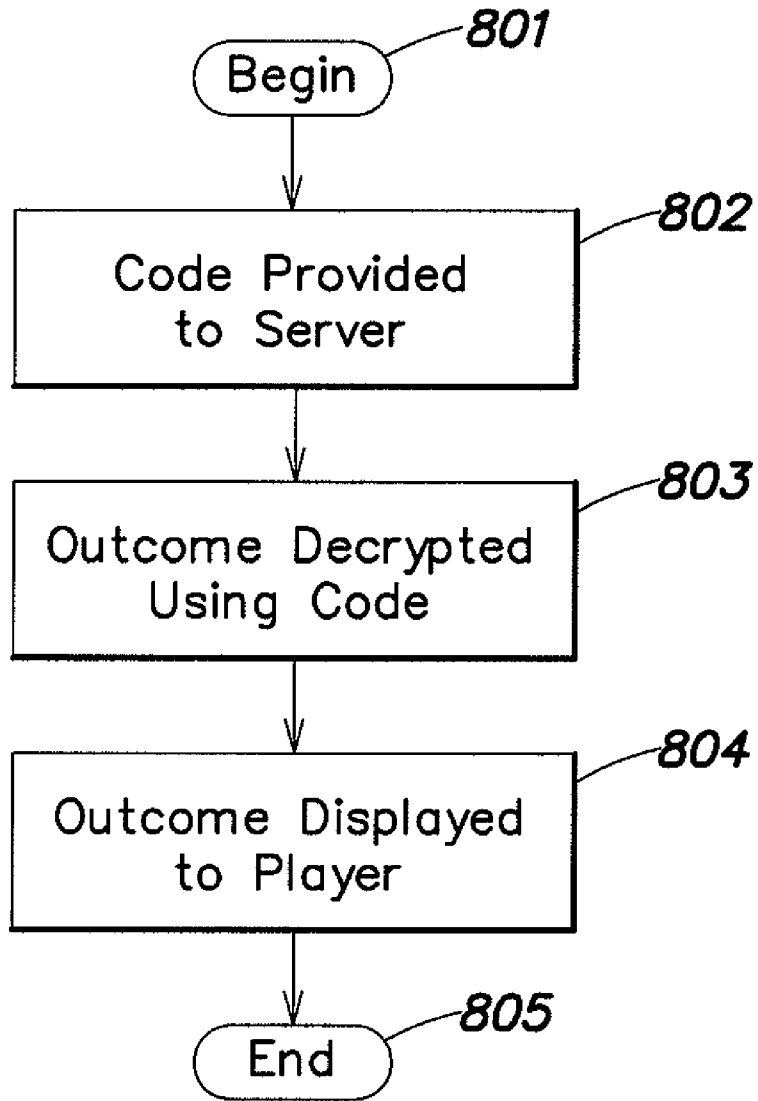 801
Begin
802
Code Provided
to Server
803
Outcome Decrypted
Using Code
804
Outcome Displayed
to Player
805
End